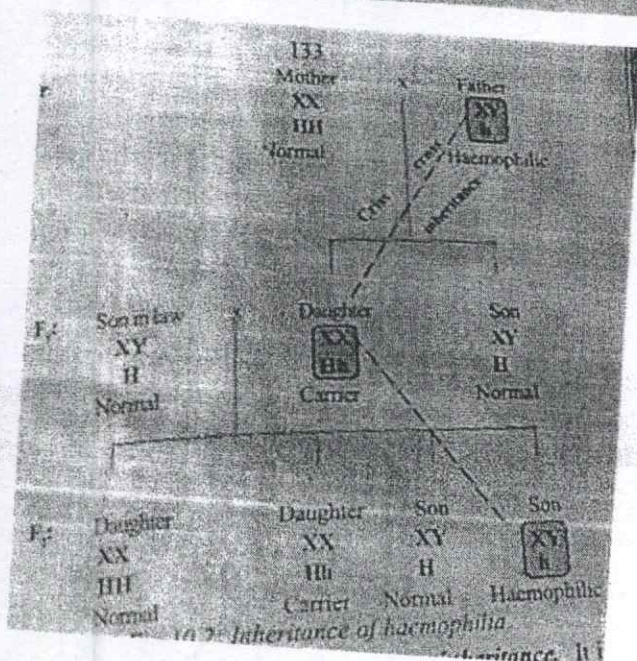 133
Mother x Father
XX XY
HH h
Normal Haemophilic
Criss cross inheritance
F₁: Son in law x Daughter Son
XY XX XY
H Hh H
Normal Carrier Normal
F₂: Daughter Daughter Son Son
XX XX XY XY
HH Hh H h
Normal Carrier Normal Haemophilic
10.2: Inheritance of haemophilia
inheritance. It i